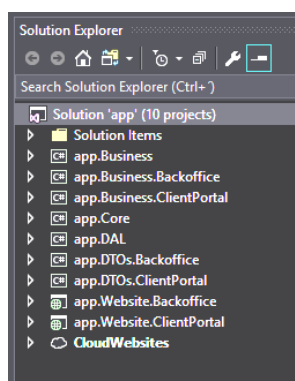 Solution Explorer
Search Solution Explorer (Ctrl+´)
Solution 'app' (10 projects)
Solution Items
C# app.Business
C# app.Business.Backoffice
C# app.Business.ClientPortal
C# app.Core
C# app.DAL
C# app.DTOs.Backoffice
C# app.DTOs.ClientPortal
app.Website.Backoffice
app.Website.ClientPortal
CloudWebsites